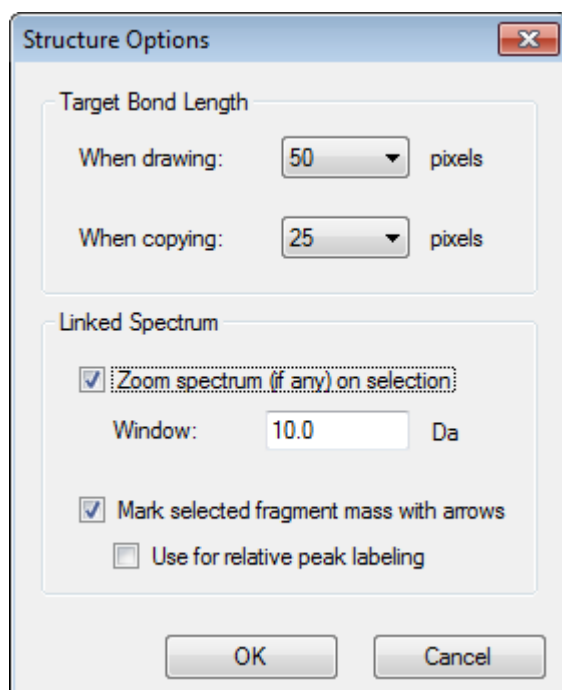 Structure Options
Target Bond Length
When drawing: 50 pixels
When copying: 25 pixels
Linked Spectrum
Zoom spectrum (if any) on selection
Window: 10.0 Da
Mark selected fragment mass with arrows
Use for relative peak labeling
OK Cancel